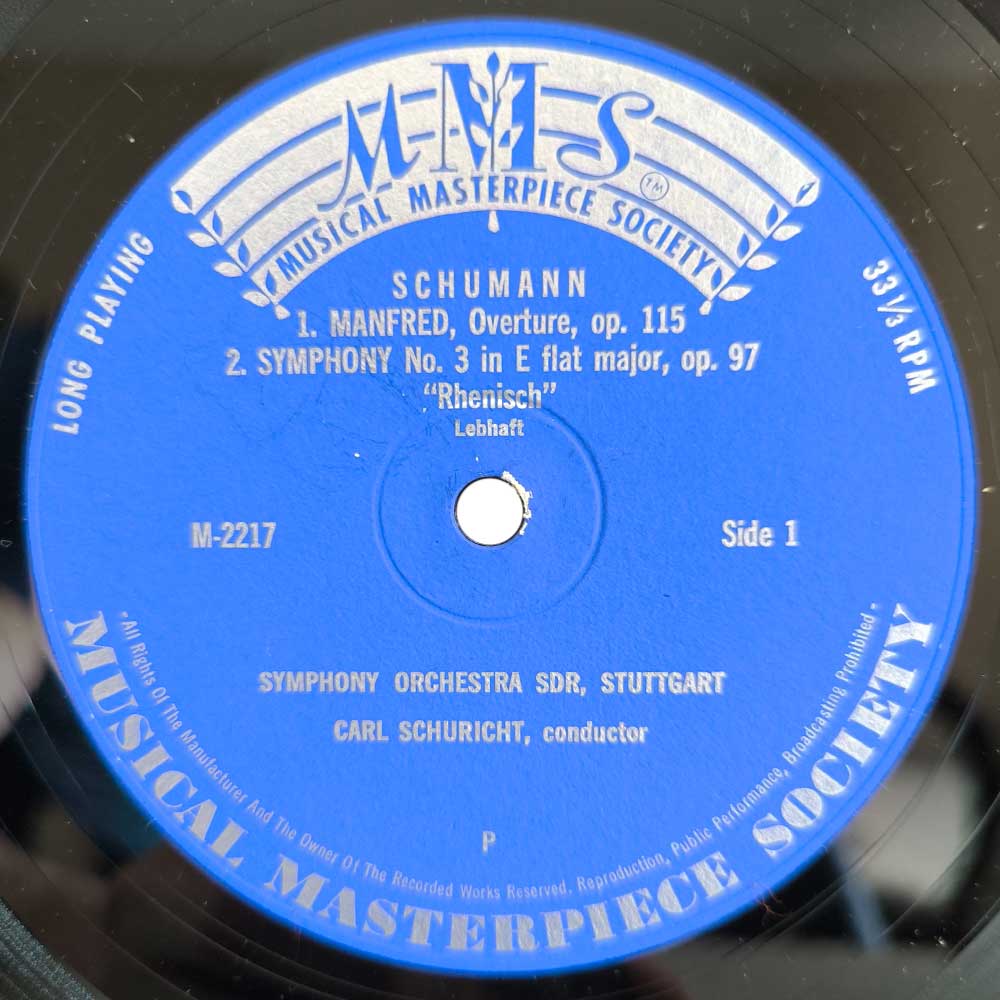 MMS
MUSICAL MASTERPIECE SOCIETY
TM
LONG PLAYING
33 1/3 RPM
SCHUMANN
1. MANFRED, Overture, op. 115
2. SYMPHONY No. 3 in E flat major, op. 97
“Rhenisch”
Lebhaft
M-2217
Side 1
SYMPHONY ORCHESTRA SDR, STUTTGART
CARL SCHURICHT, conductor
P
• All Rights Of The Manufacturer And The Owner Of The Recorded Works Reserved. Reproduction, Public Performance, Broadcasting Prohibited •
MUSICAL MASTERPIECE SOCIETY